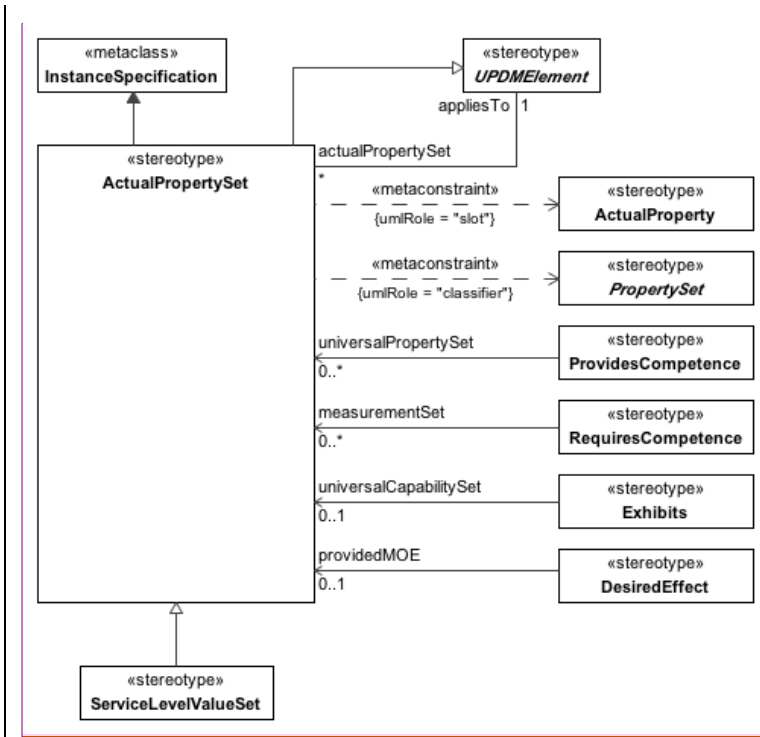 «metaclass»
InstanceSpecification
«stereotype»
UPDMElement
appliesTo 1
«stereotype»
ActualPropertySet
actualPropertySet
*
«metaconstraint»
{umlRole = "slot"}
«stereotype»
ActualProperty
«metaconstraint»
{umlRole = "classifier"}
«stereotype»
PropertySet
universalPropertySet
0..*
«stereotype»
ProvidesCompetence
measurementSet
0..*
«stereotype»
RequiresCompetence
universalCapabilitySet
0..1
«stereotype»
Exhibits
providedMOE
0..1
«stereotype»
DesiredEffect
«stereotype»
ServiceLevelValueSet